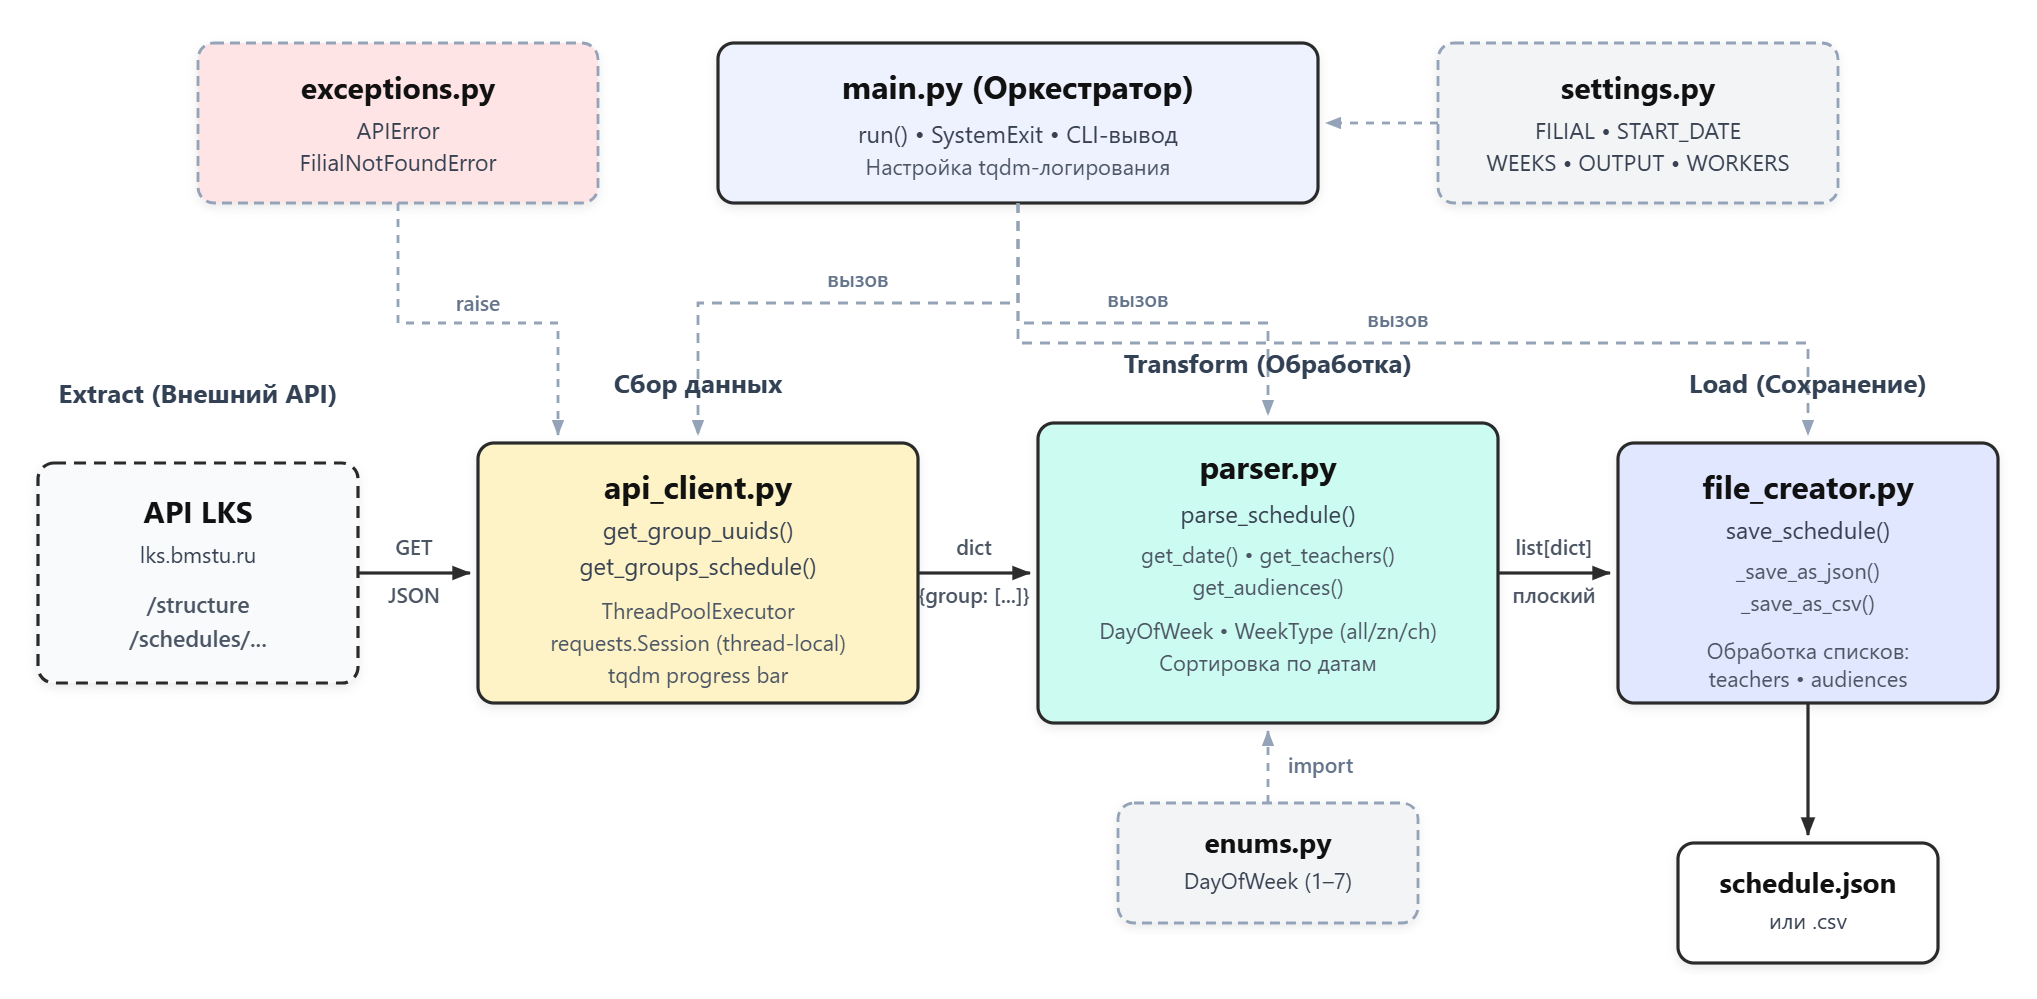 exceptions.py
APIError
FilialNotFoundError
main.py (Оркестратор)
run() • SystemExit • CLI-вывод
Настройка tqdm-логирования
settings.py
FILIAL • START_DATE
WEEKS • OUTPUT • WORKERS
raise
вызов
вызов
вызов
Extract (Внешний API)
Сбор данных
Transform (Обработка)
Load (Сохранение)
API LKS
lks.bmstu.ru
/structure
/schedules/...
GET
JSON
api_client.py
get_group_uuids()
get_groups_schedule()
ThreadPoolExecutor
requests.Session (thread-local)
tqdm progress bar
dict
{group: [...]}
parser.py
parse_schedule()
get_date() • get_teachers()
get_audiences()
DayOfWeek • WeekType (all/zn/ch)
Сортировка по датам
list[dict]
плоский
file_creator.py
save_schedule()
_save_as_json()
_save_as_csv()
Обработка списков:
teachers • audiences
import
enums.py
DayOfWeek (1–7)
schedule.json
или .csv